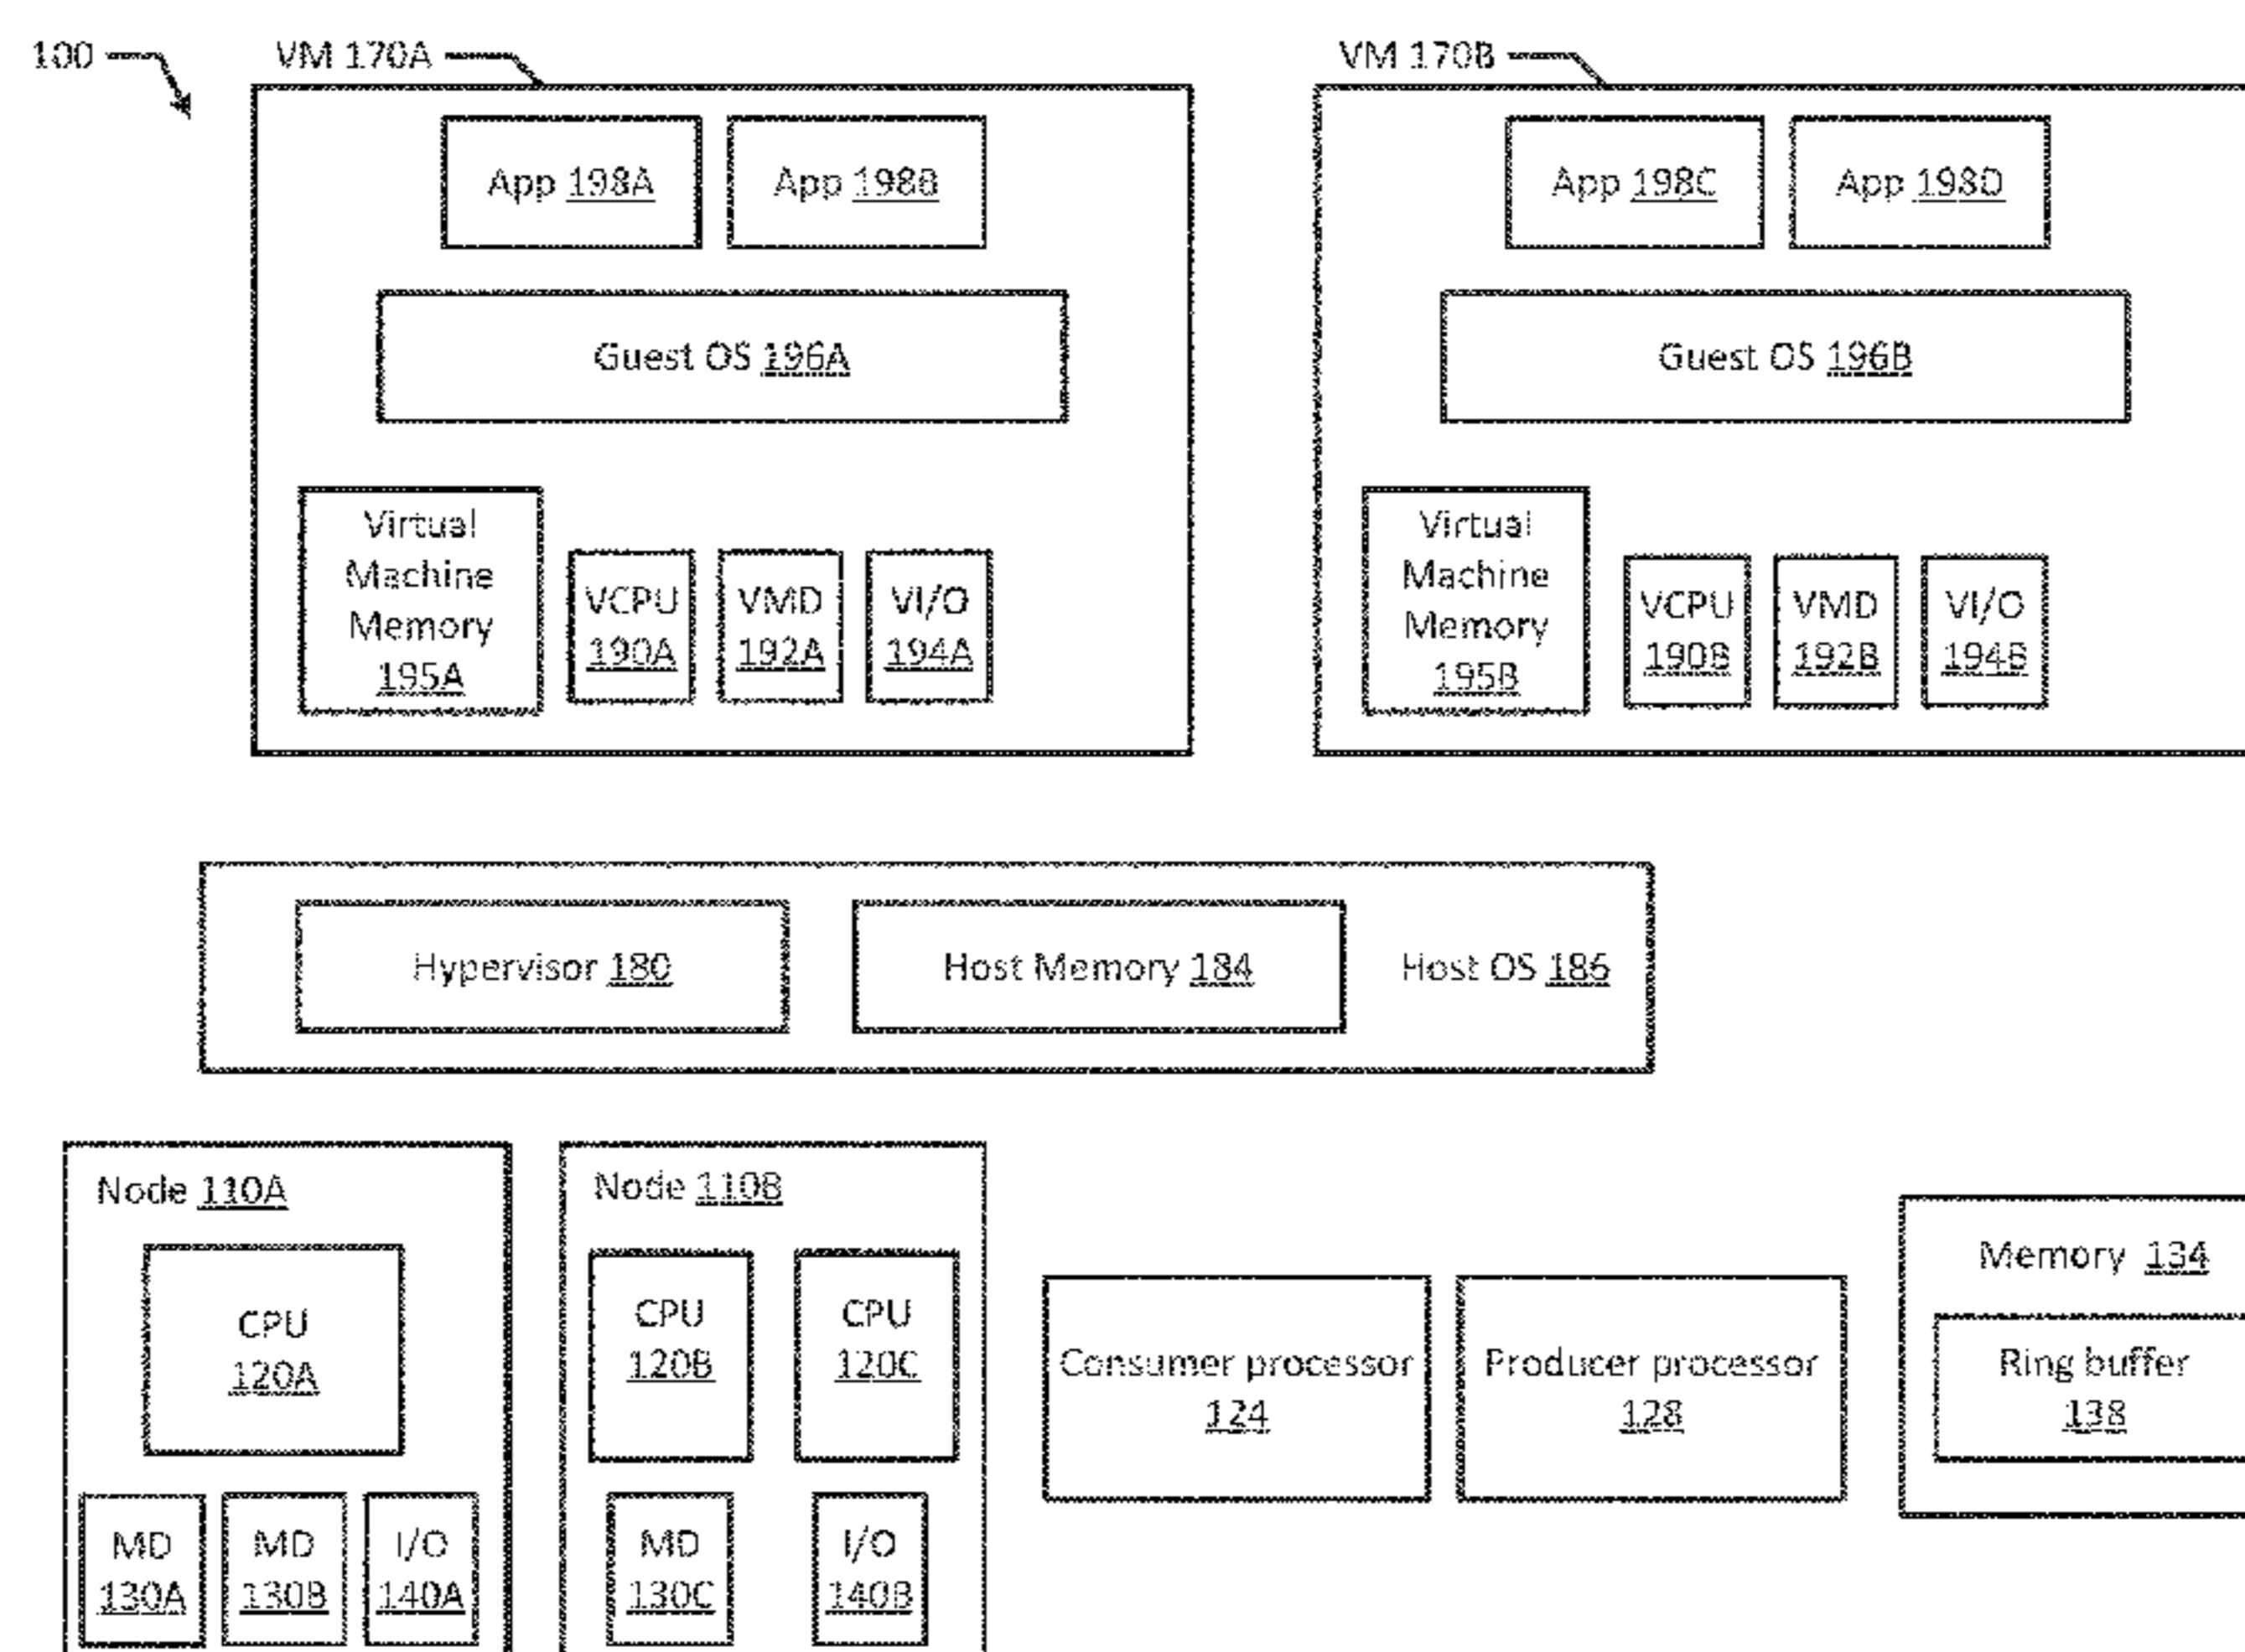 100
VM 170A
VM 170B
App 198A
App 198B
App 198C
App 198D
Guest OS 196A
Guest OS 196B
Virtual
Machine
Memory
195A
VCPU
190A
VMD
192A
VI/O
194A
Virtual
Machine
Memory
195B
VCPU
190B
VMD
192B
VI/O
194B
Hypervisor 180
Host Memory 184
Host OS 186
Node 110A
CPU
120A
MD
130A
MD
130B
I/O
140A
Node 110B
CPU
120B
CPU
120C
MD
130C
I/O
140B
Consumer processor
124
Producer processor
128
Memory 134
Ring buffer
138